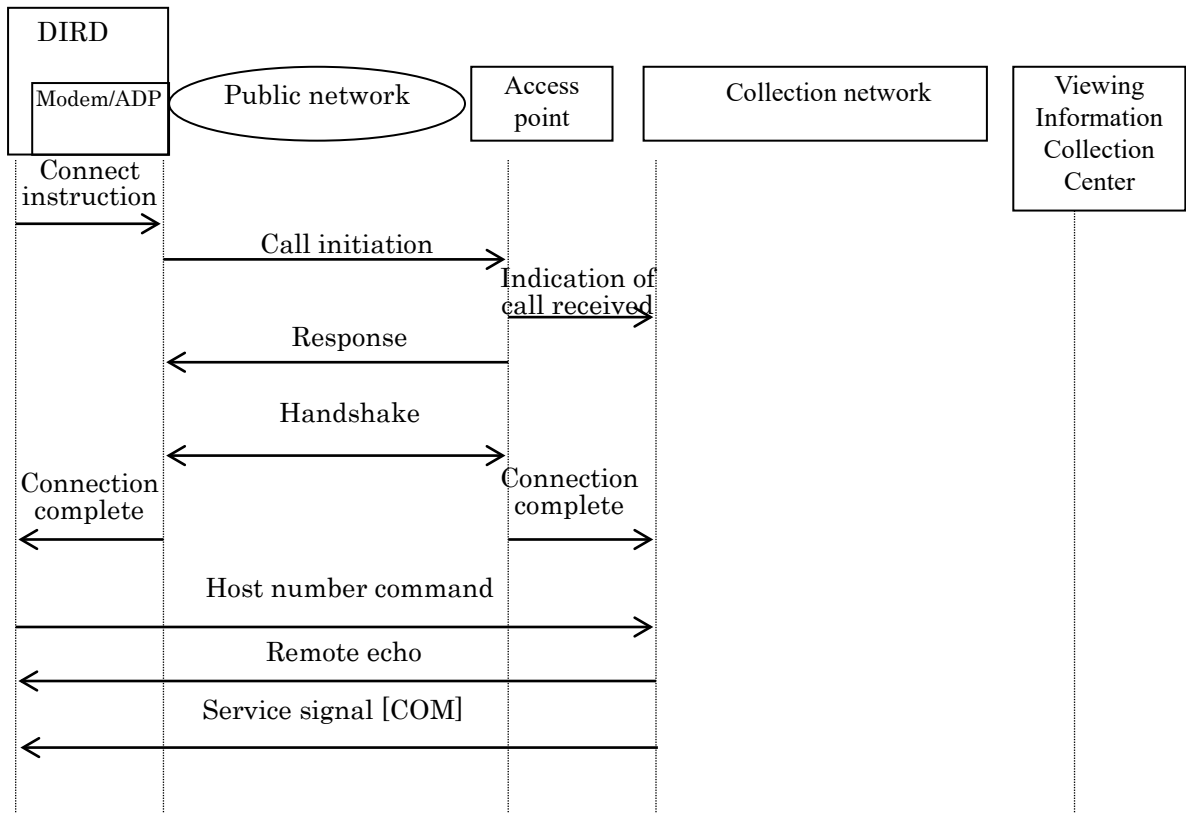 DIRD
Modem/ADP
Public network
Access
point
Collection network
Viewing
Information
Collection
Center
Connect
instruction
Call initiation
Indication of
call received
Response
Handshake
Connection
complete
Connection
complete
Host number command
Remote echo
Service signal [COM]